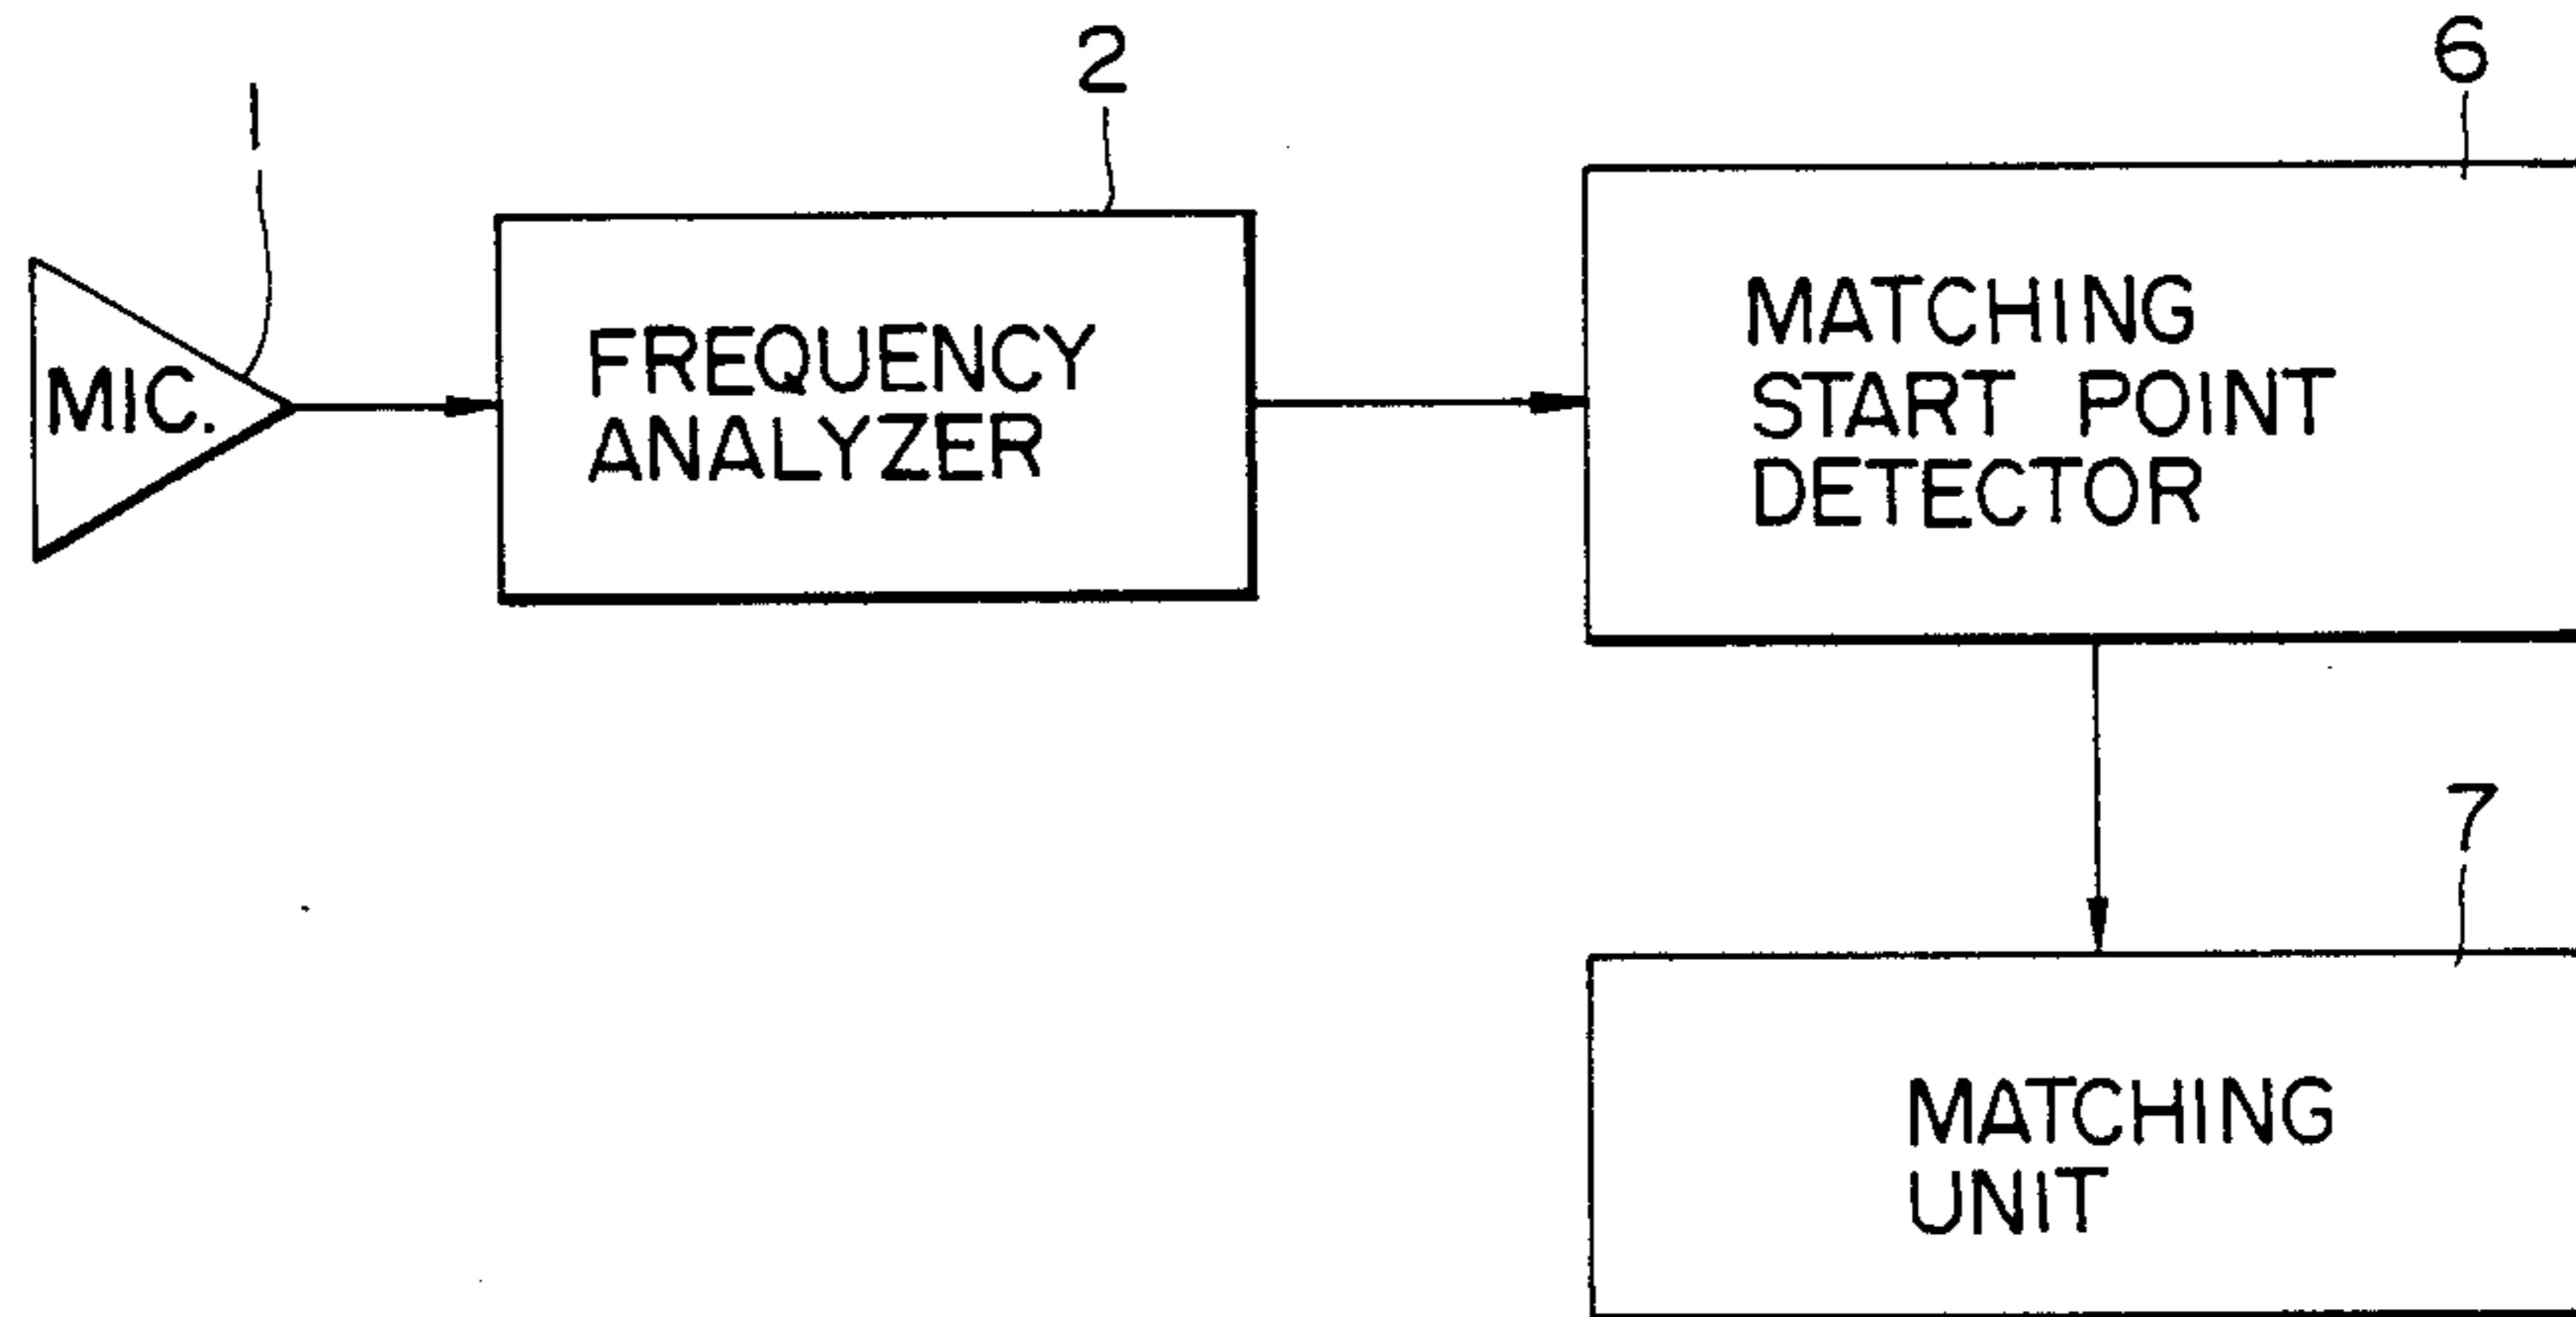 1
2
6
MIC.
FREQUENCY
ANALYZER
MATCHING
START POINT
DETECTOR
7
MATCHING
UNIT